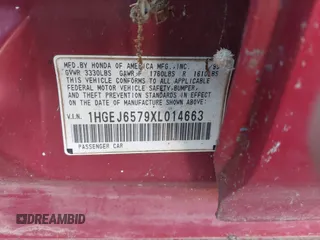 MFD. BY HONDA OF AMERICA MFG., INC.
GVWR 3330LBS GAWR F 1760LBS R 1610LBS
THIS VEHICLE CONFORMS TO ALL APPLICABLE
FEDERAL MOTOR VEHICLE SAFETY, BUMPER,
AND THEFT PREVENTION STANDARDS IN
EFFECT ON THE DATE OF
MANUFACTURE SHOWN ABOVE.
V.I.N. 1HGEJ6579XL014663
PASSENGER CAR
DREAMBID